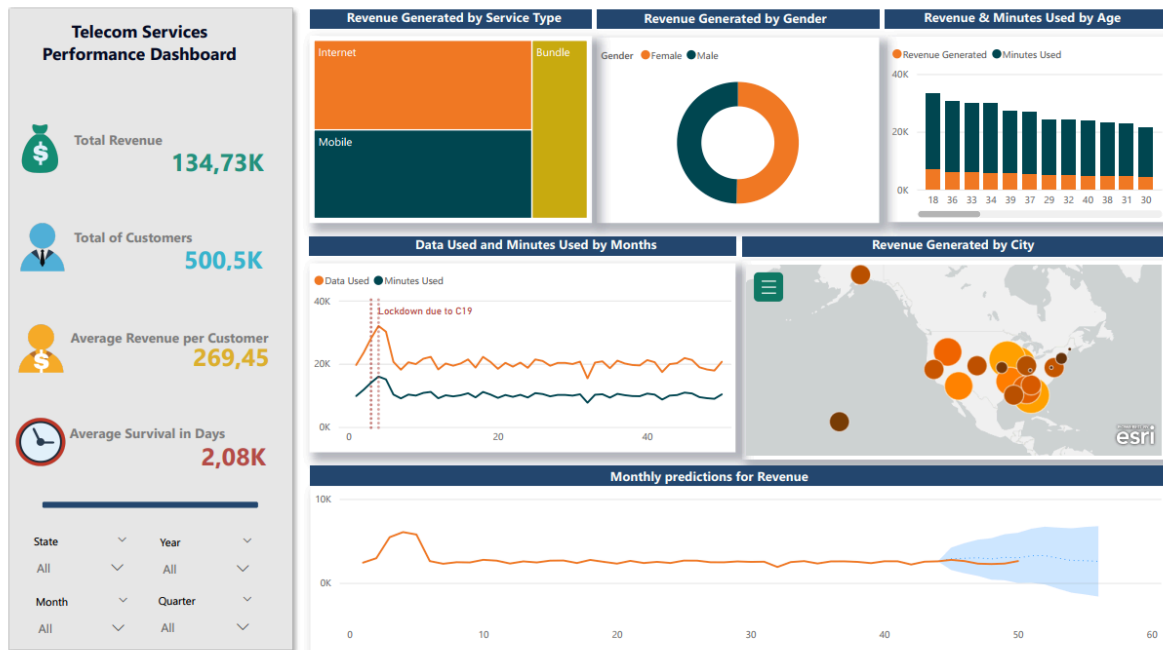 Telecom Services
Performance Dashboard
Total Revenue
134,73K
Total of Customers
500,5K
Average Revenue per Customer
269,45
Average Survival in Days
2,08K
State
Year
All
All
Month
Quarter
All
All
Revenue Generated by Service Type
Internet
Bundle
Mobile
Revenue Generated by Gender
Gender Female Male
Revenue & Minutes Used by Age
Revenue Generated Minutes Used
40K
20K
0K
18 36 33 34 39 37 29 32 40 38 31 30
Data Used and Minutes Used by Months
Data Used Minutes Used
40K
Lockdown due to C19
20K
0K
0 20 40
Revenue Generated by City
esri
Monthly predictions for Revenue
10K
0K
0 10 20 30 40 50 60